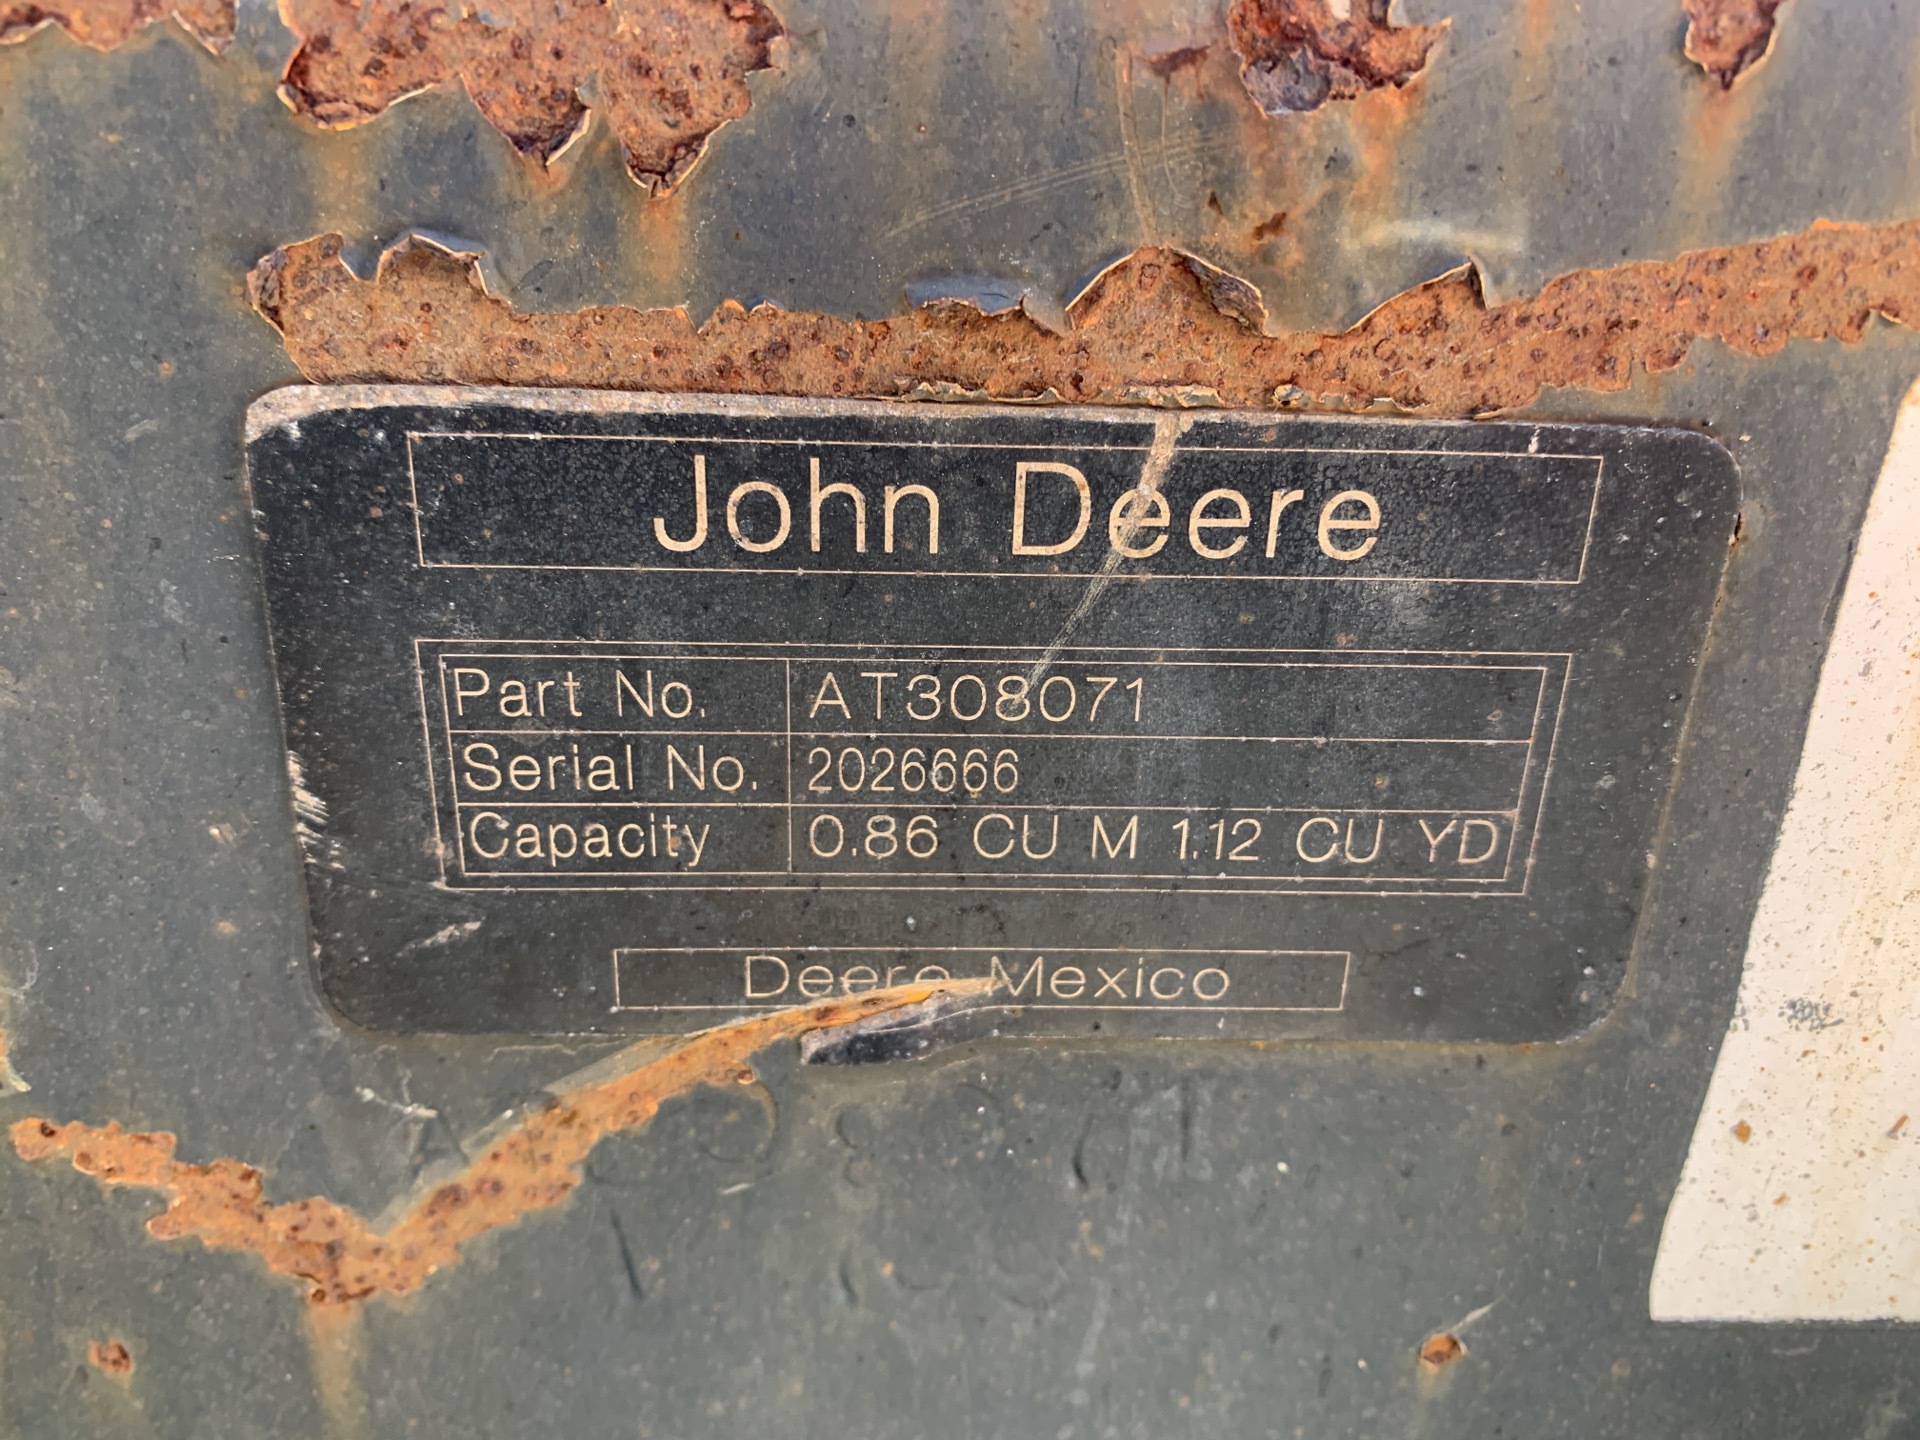 John Deere
Part No. AT308071
Serial No. 2026666
Capacity 0.86 CU M 1.12 CU YD
Deere Mexico